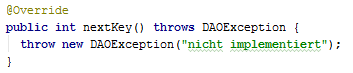 @Override
public int nextKey() throws DAOException {
  throw new DAOException("nicht implementiert");
}